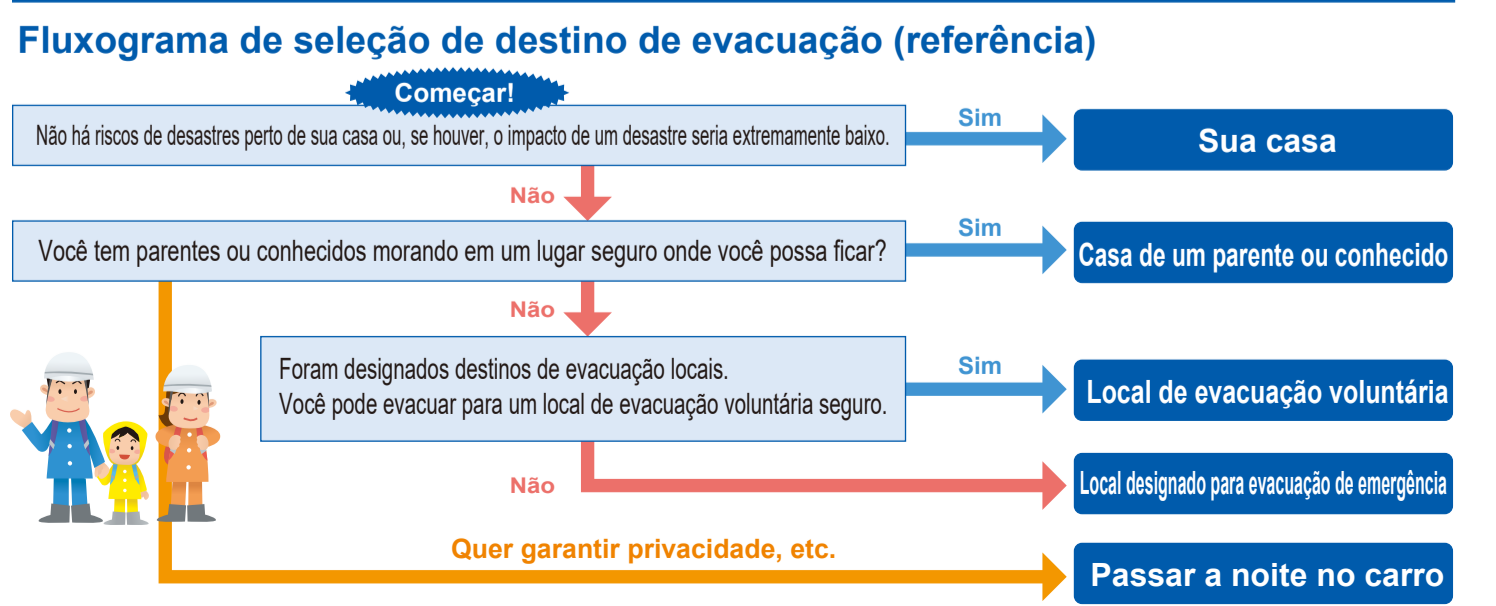 Fluxograma de seleção de destino de evacuação (referência)
Começar!
Não há riscos de desastres perto de sua casa ou, se houver, o impacto de um desastre seria extremamente baixo.
Sim
Sua casa
Não
Você tem parentes ou conhecidos morando em um lugar seguro onde você possa ficar?
Sim
Casa de um parente ou conhecido
Não
Foram designados destinos de evacuação locais.
Você pode evacuar para um local de evacuação voluntária seguro.
Sim
Local de evacuação voluntária
Não
Local designado para evacuação de emergência
Quer garantir privacidade, etc.
Passar a noite no carro